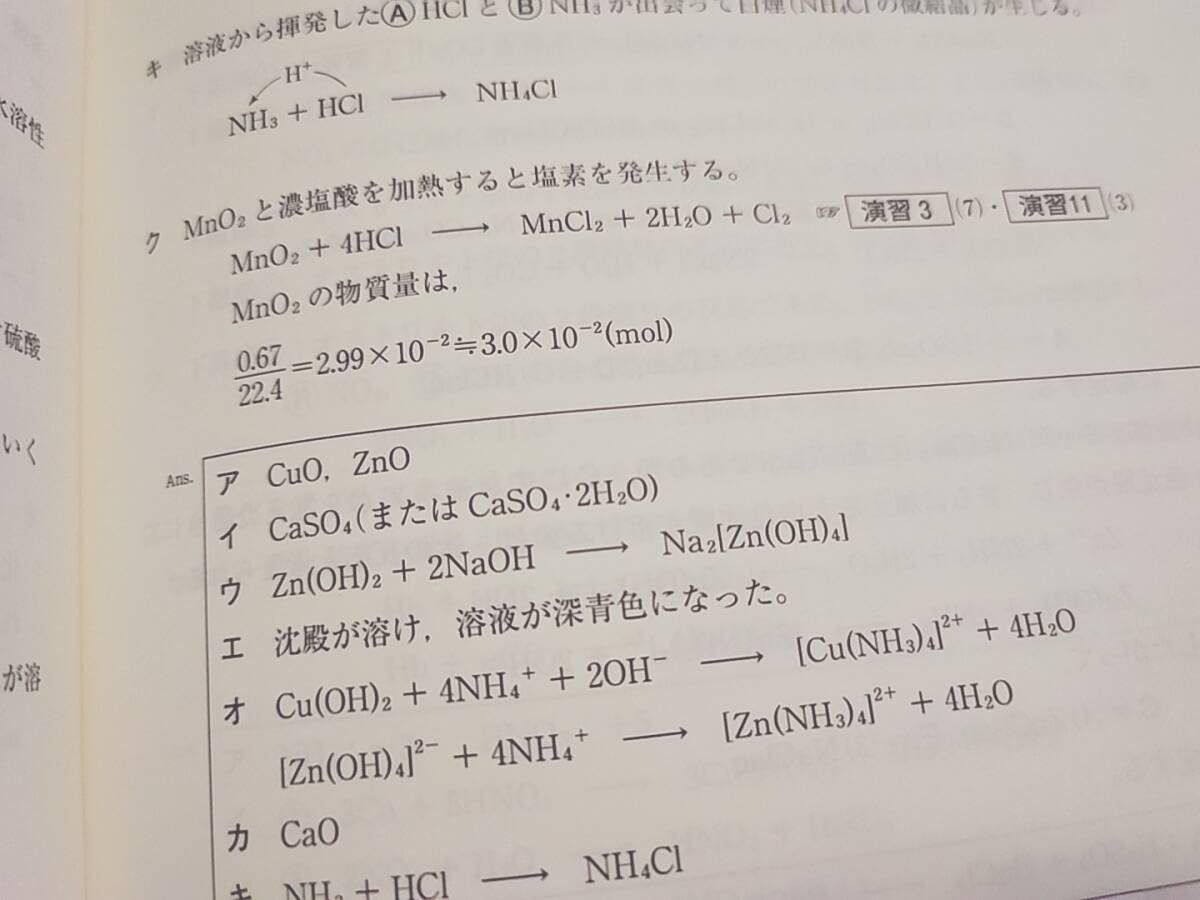 水溶性
硫酸
いく
が溶
キ 溶液から揮発したⒶHClとⒷNH₃が出会って白煙(NH₄Clの微結晶)が生じる。
H⁺
NH₃ + HCl ⟶ NH₄Cl
ク MnO₂と濃塩酸を加熱すると塩素を発生する。
MnO₂ + 4HCl ⟶ MnCl₂ + 2H₂O + Cl₂ ☞ 演習3 (7)・演習11 (3)
MnO₂の物質量は,
0.67/22.4 = 2.99×10⁻²≒3.0×10⁻²(mol)
Ans. ア CuO, ZnO
イ CaSO₄(またはCaSO₄・2H₂O)
ウ Zn(OH)₂ + 2NaOH ⟶ Na₂[Zn(OH)₄]
エ 沈殿が溶け, 溶液が深青色になった。
オ Cu(OH)₂ + 4NH₄⁺ + 2OH⁻ ⟶ [Cu(NH₃)₄]²⁺ + 4H₂O
[Zn(OH)₄]²⁻ + 4NH₄⁺ ⟶ [Zn(NH₃)₄]²⁺ + 4H₂O
カ CaO
キ NH₃ + HCl ⟶ NH₄Cl